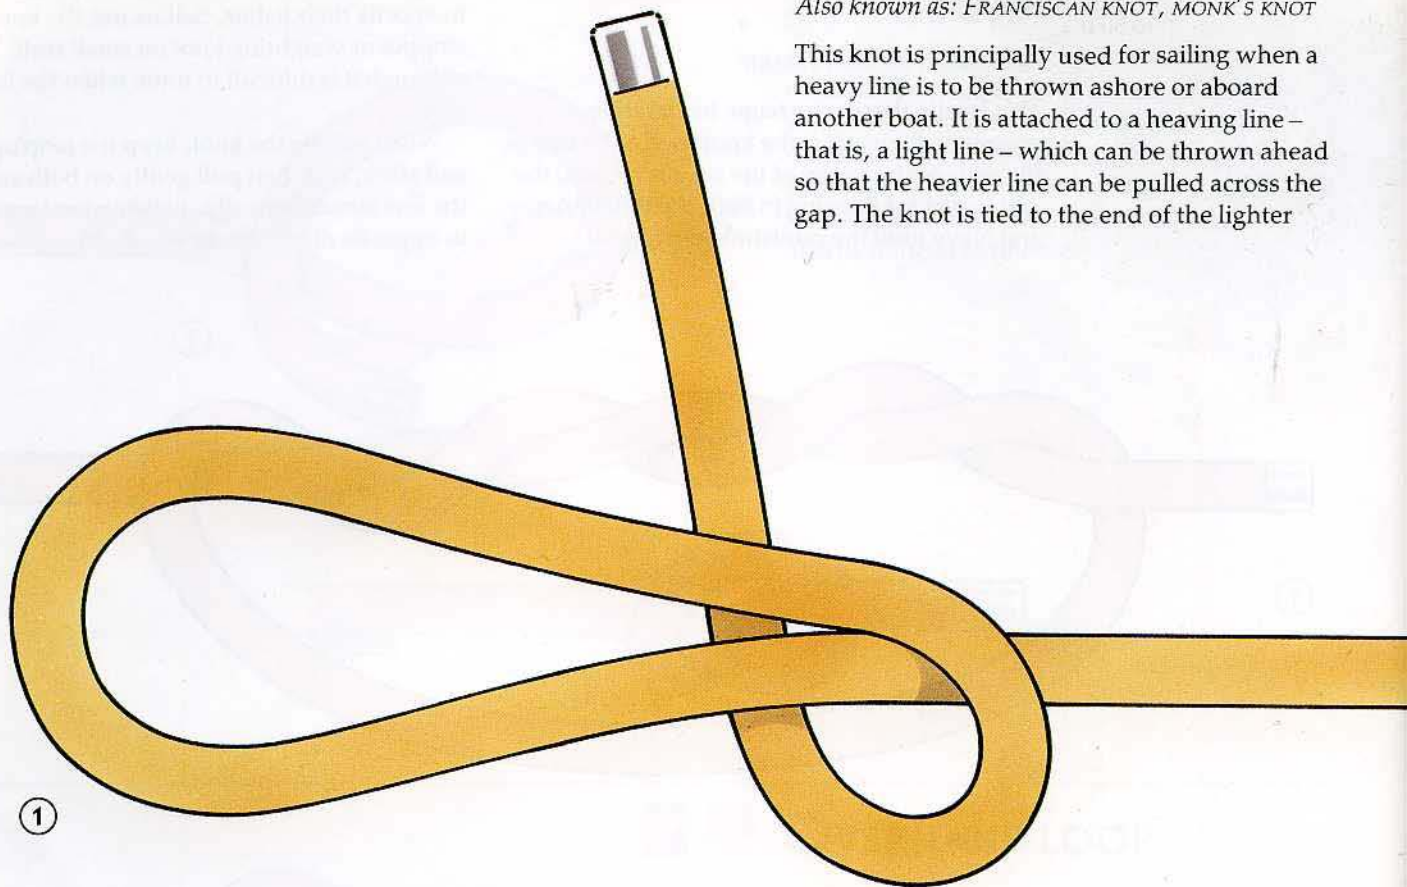 Also known as: FRANCISCAN KNOT, MONK'S KNOT
This knot is principally used for sailing when a
heavy line is to be thrown ashore or aboard
another boat. It is attached to a heaving line –
that is, a light line – which can be thrown ahead
so that the heavier line can be pulled across the
gap. The knot is tied to the end of the lighter
1